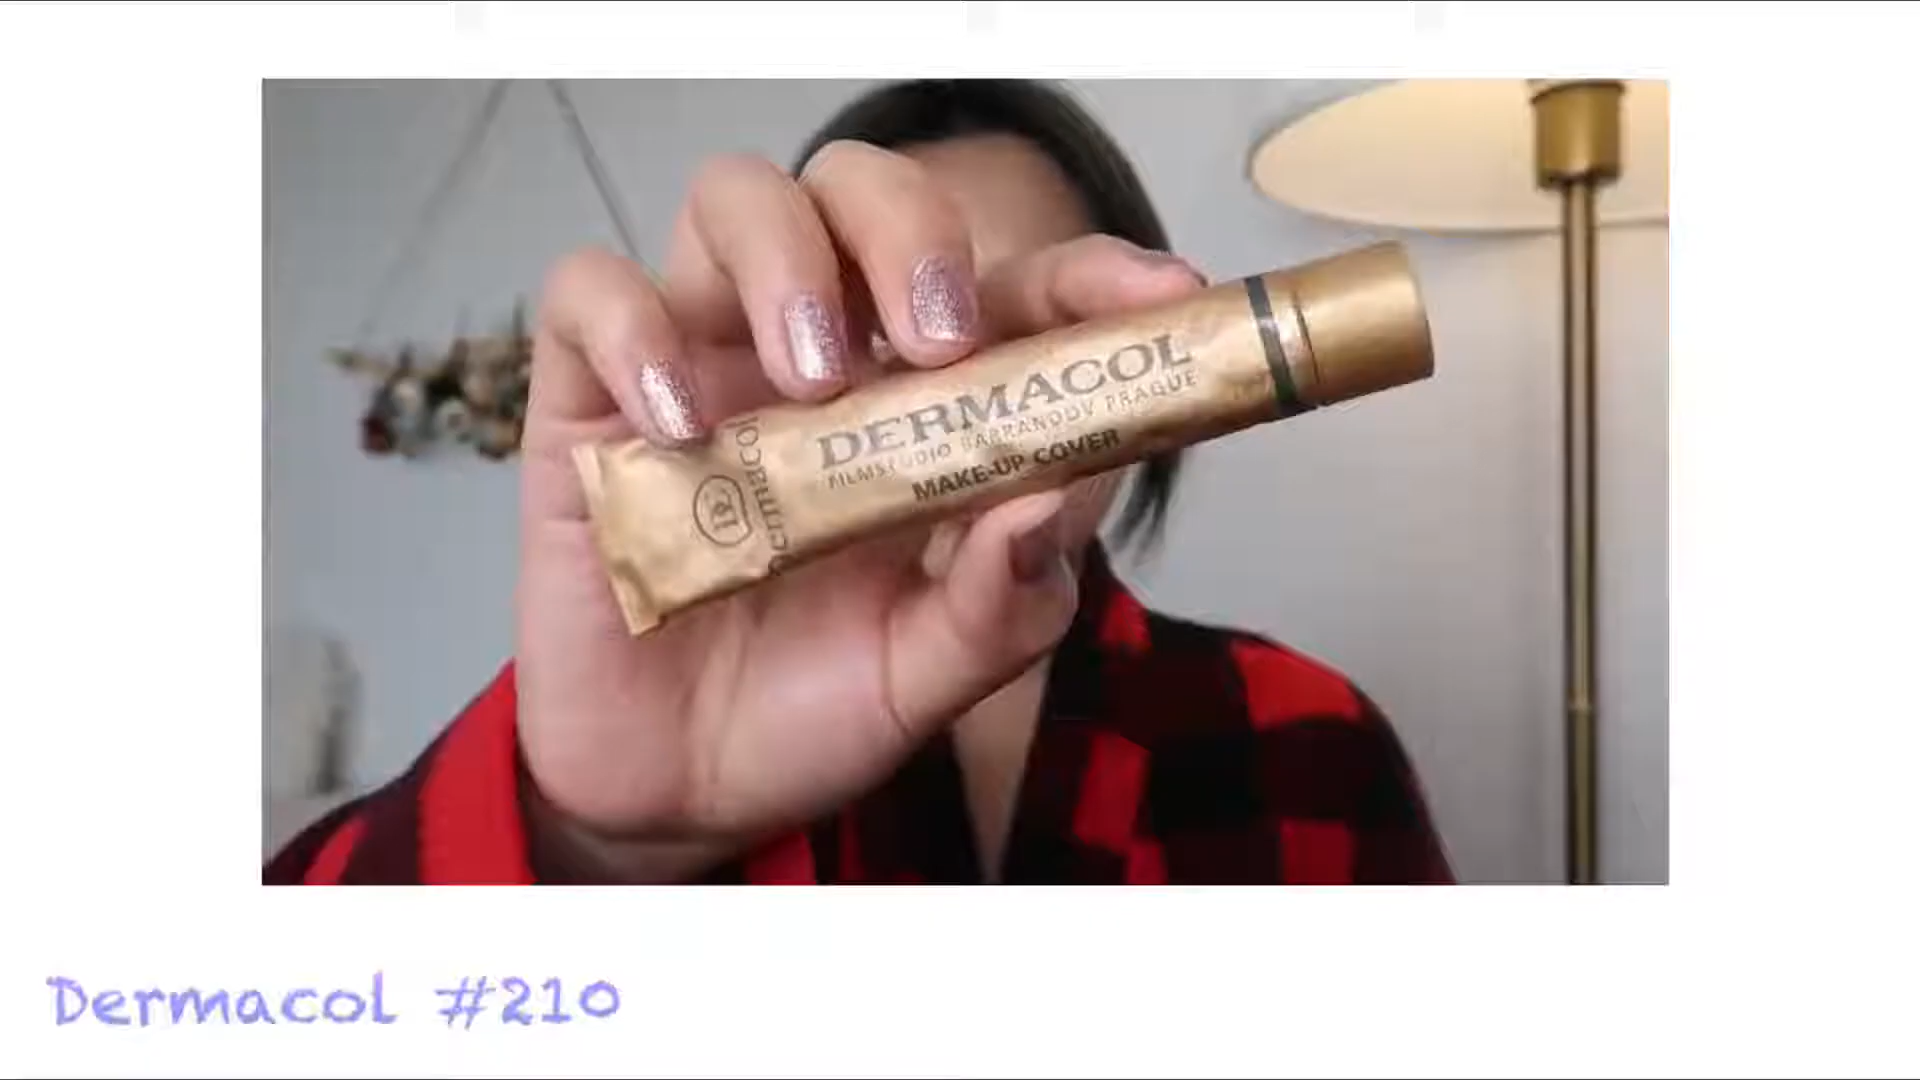 DERMACOL
FILMSTUDIO BARRANDOV PRAGUE
MAKE-UP COVER
Dermacol
Dermacol #210